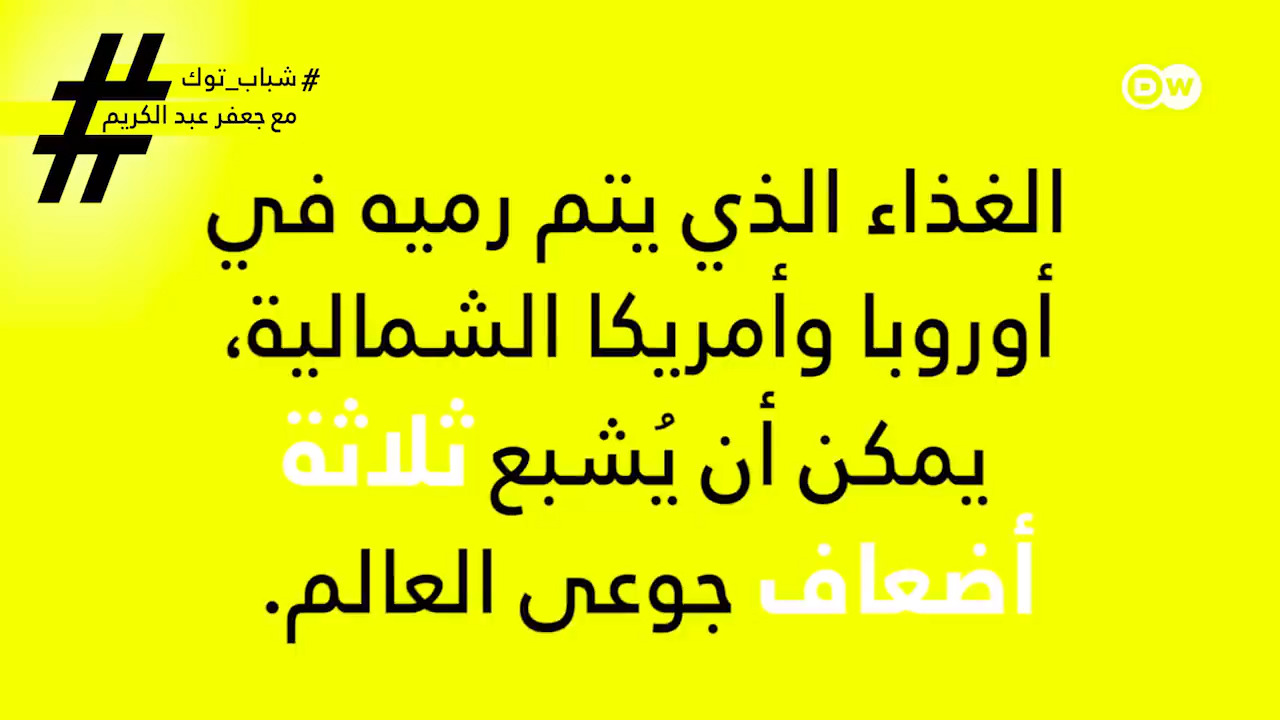 #شباب_توك
مع جعفر عبد الكريم
DW
الغذاء الذي يتم رميه في
أوروبا وأمريكا الشمالية،
يمكن أن يُشبع ثلاثة
أضعاف جوعى العالم.